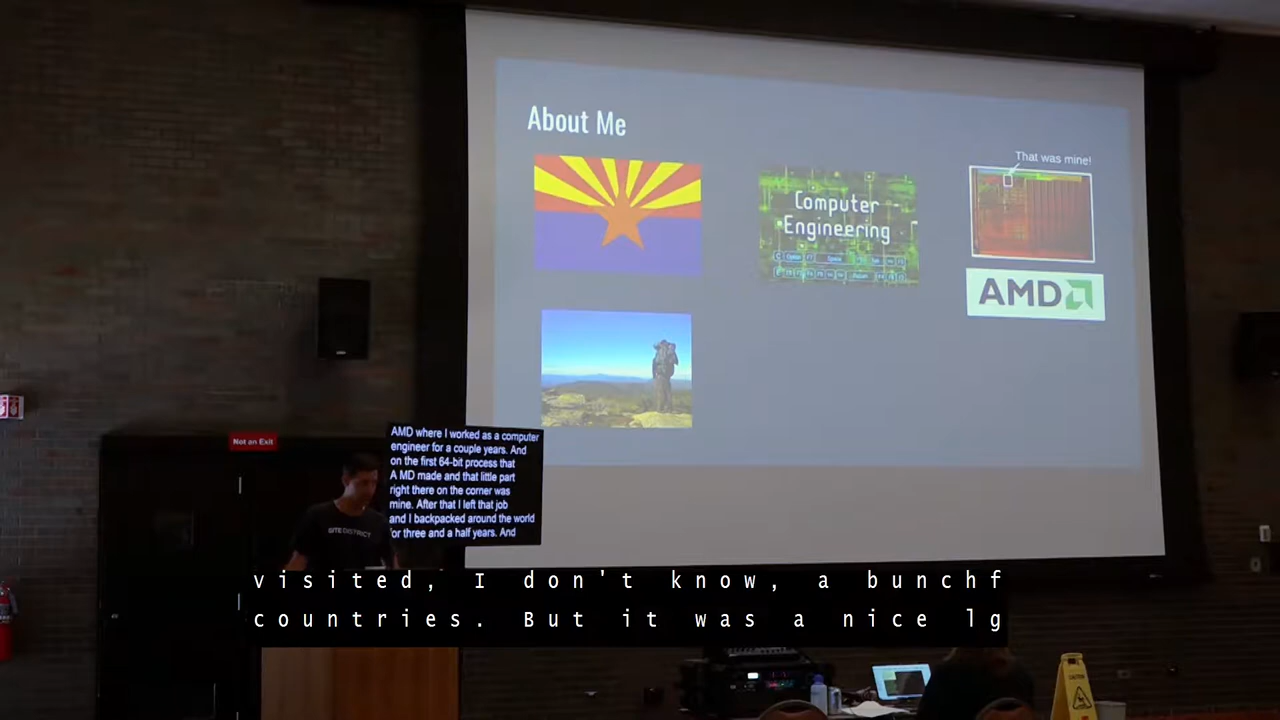 About Me
That was mine!
Computer
Engineering
AMD
Not an Exit
AMD where I worked as a computer
engineer for a couple years. And
on the first 64-bit process that
A MD made and that little part
right there on the corner was
mine. After that I left that job
and I backpacked around the world
for three and a half years. And
SITE DISTRICT
visited, I don't know, a bunchf
countries. But it was a nice lg
CAUTION